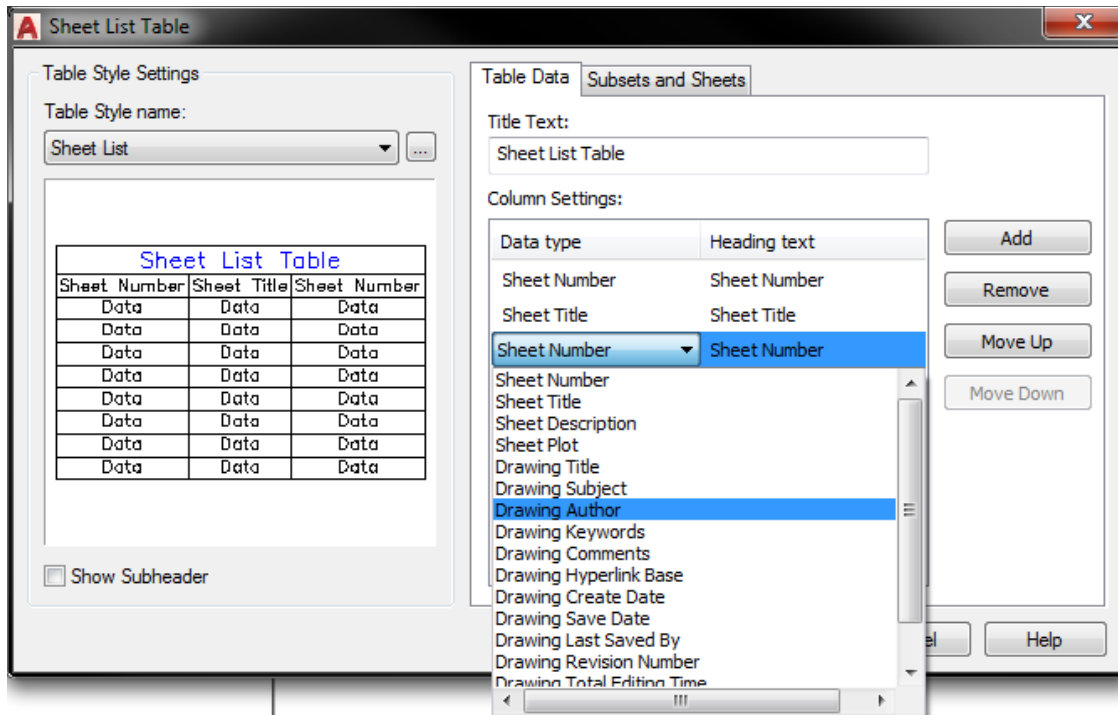 Sheet List Table
Table Style Settings
Table Style name:
Sheet List
...
Sheet List Table
Sheet Number Sheet Title Sheet Number
Data Data Data
Data Data Data
Data Data Data
Data Data Data
Data Data Data
Data Data Data
Data Data Data
Data Data Data
Show Subheader
Table Data Subsets and Sheets
Title Text:
Sheet List Table
Column Settings:
Data type Heading text
Sheet Number Sheet Number
Sheet Title Sheet Title
Sheet Number Sheet Number
Sheet Number
Sheet Title
Sheet Description
Sheet Plot
Drawing Title
Drawing Subject
Drawing Author
Drawing Keywords
Drawing Comments
Drawing Hyperlink Base
Drawing Create Date
Drawing Save Date
Drawing Last Saved By
Drawing Revision Number
Drawing Total Editing Time
Add
Remove
Move Up
Move Down
el
Help